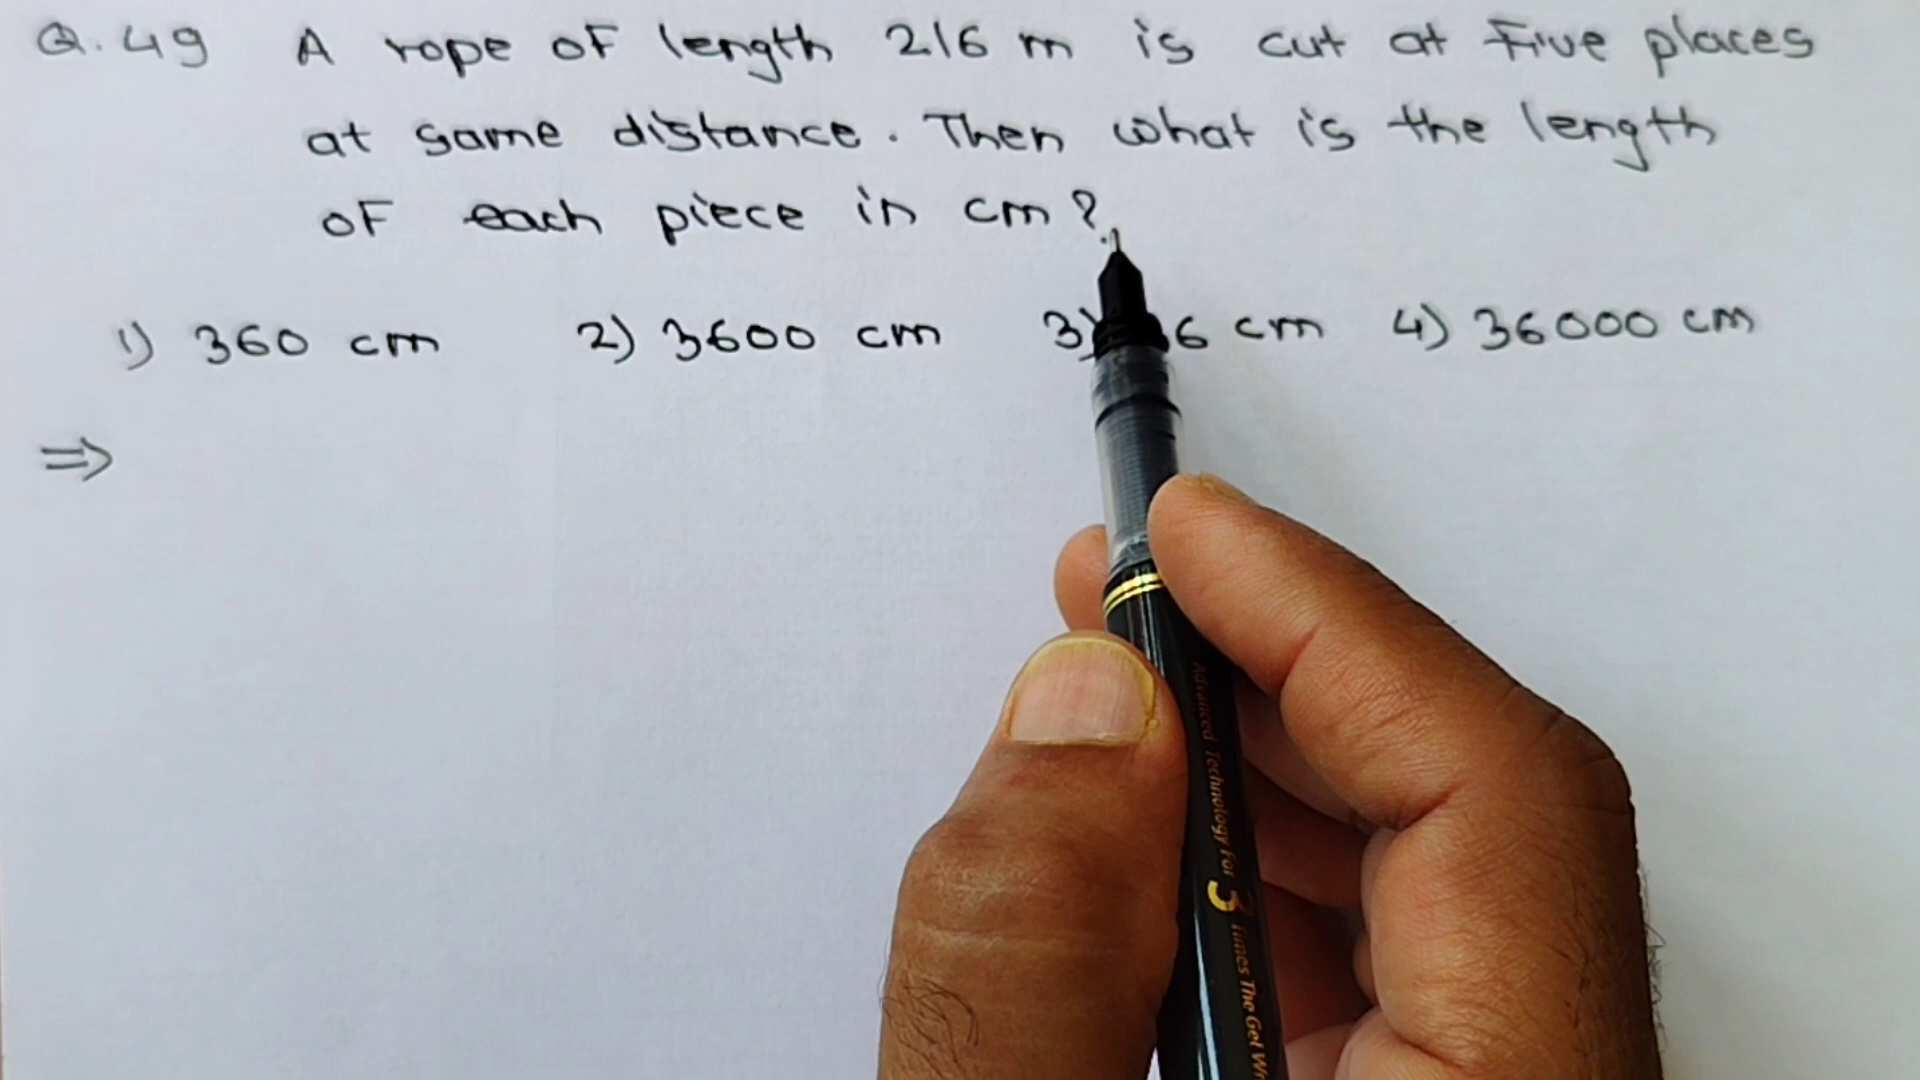 Q.49 A rope of length 216 m is cut at Five places
at same distance. Then what is the length
of each piece in cm?
1) 360 cm 2) 3600 cm 3) 6 cm 4) 36000 cm
⇒
Advanced Technology For 3 Times The Gel